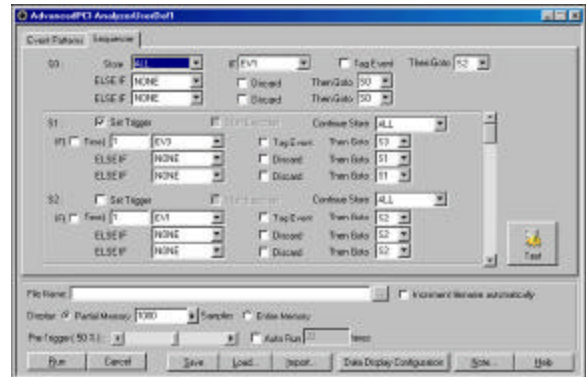 AdvancedPCI Analyzer/UserDef1
Event Patterns Sequencer
S0: Store ALL IF EV1 Tag Event Then Goto S2
ELSE IF NONE Discard Then Goto S0
ELSE IF NONE Discard Then Goto S0
S1 Set Trigger Continue Store ALL
IF( Time) 1 EV3 Tag Event Then Goto S3
ELSE IF NONE Discard Then Goto S1
ELSE IF NONE Discard Then Goto S1
S2 Set Trigger Continue Store ALL
IF( Time) 1 EV1 Tag Event Then Goto S2
ELSE IF NONE Discard Then Goto S2
ELSE IF NONE Discard Then Goto S2
Test
File Name: Increment filename automatically
Display: Partial Memory 1000 Samples Entire Memory
Pre Trigger( 50 % ): Auto Run times
Run Cancel Save Load... Import... Data Display Configuration Note... Help